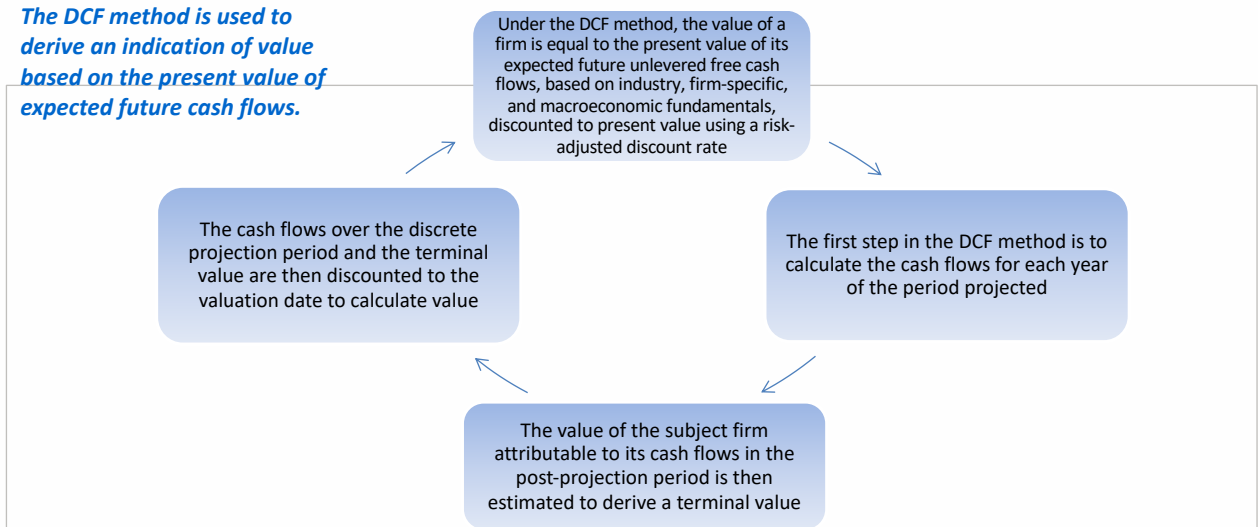 The DCF method is used to
derive an indication of value
based on the present value of
expected future cash flows.
Under the DCF method, the value of a
firm is equal to the present value of its
expected future unlevered free cash
flows, based on industry, firm-specific,
and macroeconomic fundamentals,
discounted to present value using a risk-
adjusted discount rate
The first step in the DCF method is to
calculate the cash flows for each year
of the period projected
The value of the subject firm
attributable to its cash flows in the
post-projection period is then
estimated to derive a terminal value
The cash flows over the discrete
projection period and the terminal
value are then discounted to the
valuation date to calculate value